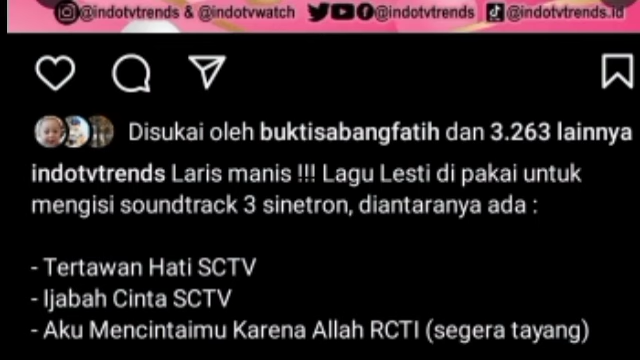 @indotvtrends & @indotvwatch @indotvtrends @indotvtrends.id
Disukai oleh buktisabangfatih dan 3.263 lainnya
indotvtrends Laris manis !!! Lagu Lesti di pakai untuk
mengisi soundtrack 3 sinetron, diantaranya ada :
- Tertawan Hati SCTV
- Ijabah Cinta SCTV
- Aku Mencintaimu Karena Allah RCTI (segera tayang)